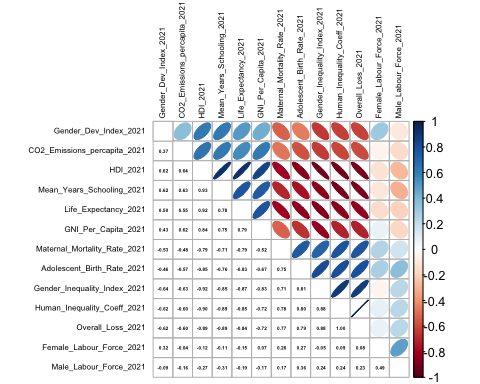 Gender_Dev_Index_2021
CO2_Emissions_percapita_2021
HDI_2021
Mean_Years_Schooling_2021
Life_Expectancy_2021
GNI_Per_Capita_2021
Maternal_Mortality_Rate_2021
Adolescent_Birth_Rate_2021
Gender_Inequality_Index_2021
Human_Inequality_Coeff_2021
Overall_Loss_2021
Female_Labour_Force_2021
Male_Labour_Force_2021
Gender_Dev_Index_2021
CO2_Emissions_percapita_2021 0.37
HDI_2021 0.62 0.64
Mean_Years_Schooling_2021 0.62 0.63 0.93
Life_Expectancy_2021 0.50 0.55 0.92 0.78
GNI_Per_Capita_2021 0.43 0.62 0.84 0.75 0.79
Maternal_Mortality_Rate_2021 -0.53 -0.48 -0.79 -0.71 -0.79 -0.52
Adolescent_Birth_Rate_2021 -0.46 -0.57 -0.85 -0.76 -0.83 -0.67 0.75
Gender_Inequality_Index_2021 -0.64 -0.63 -0.92 -0.85 -0.87 -0.83 0.71 0.81
Human_Inequality_Coeff_2021 -0.62 -0.60 -0.90 -0.89 -0.85 -0.72 0.78 0.80 0.88
Overall_Loss_2021 -0.62 -0.60 -0.89 -0.89 -0.84 -0.72 0.77 0.79 0.88 1.00
Female_Labour_Force_2021 0.32 -0.04 -0.12 -0.11 -0.15 0.07 0.26 0.27 -0.05 0.09 0.08
Male_Labour_Force_2021 -0.09 -0.16 -0.27 -0.31 -0.19 -0.17 0.17 0.36 0.24 0.24 0.23 0.49
1
0.8
0.6
0.4
0.2
0
-0.2
-0.4
-0.6
-0.8
-1